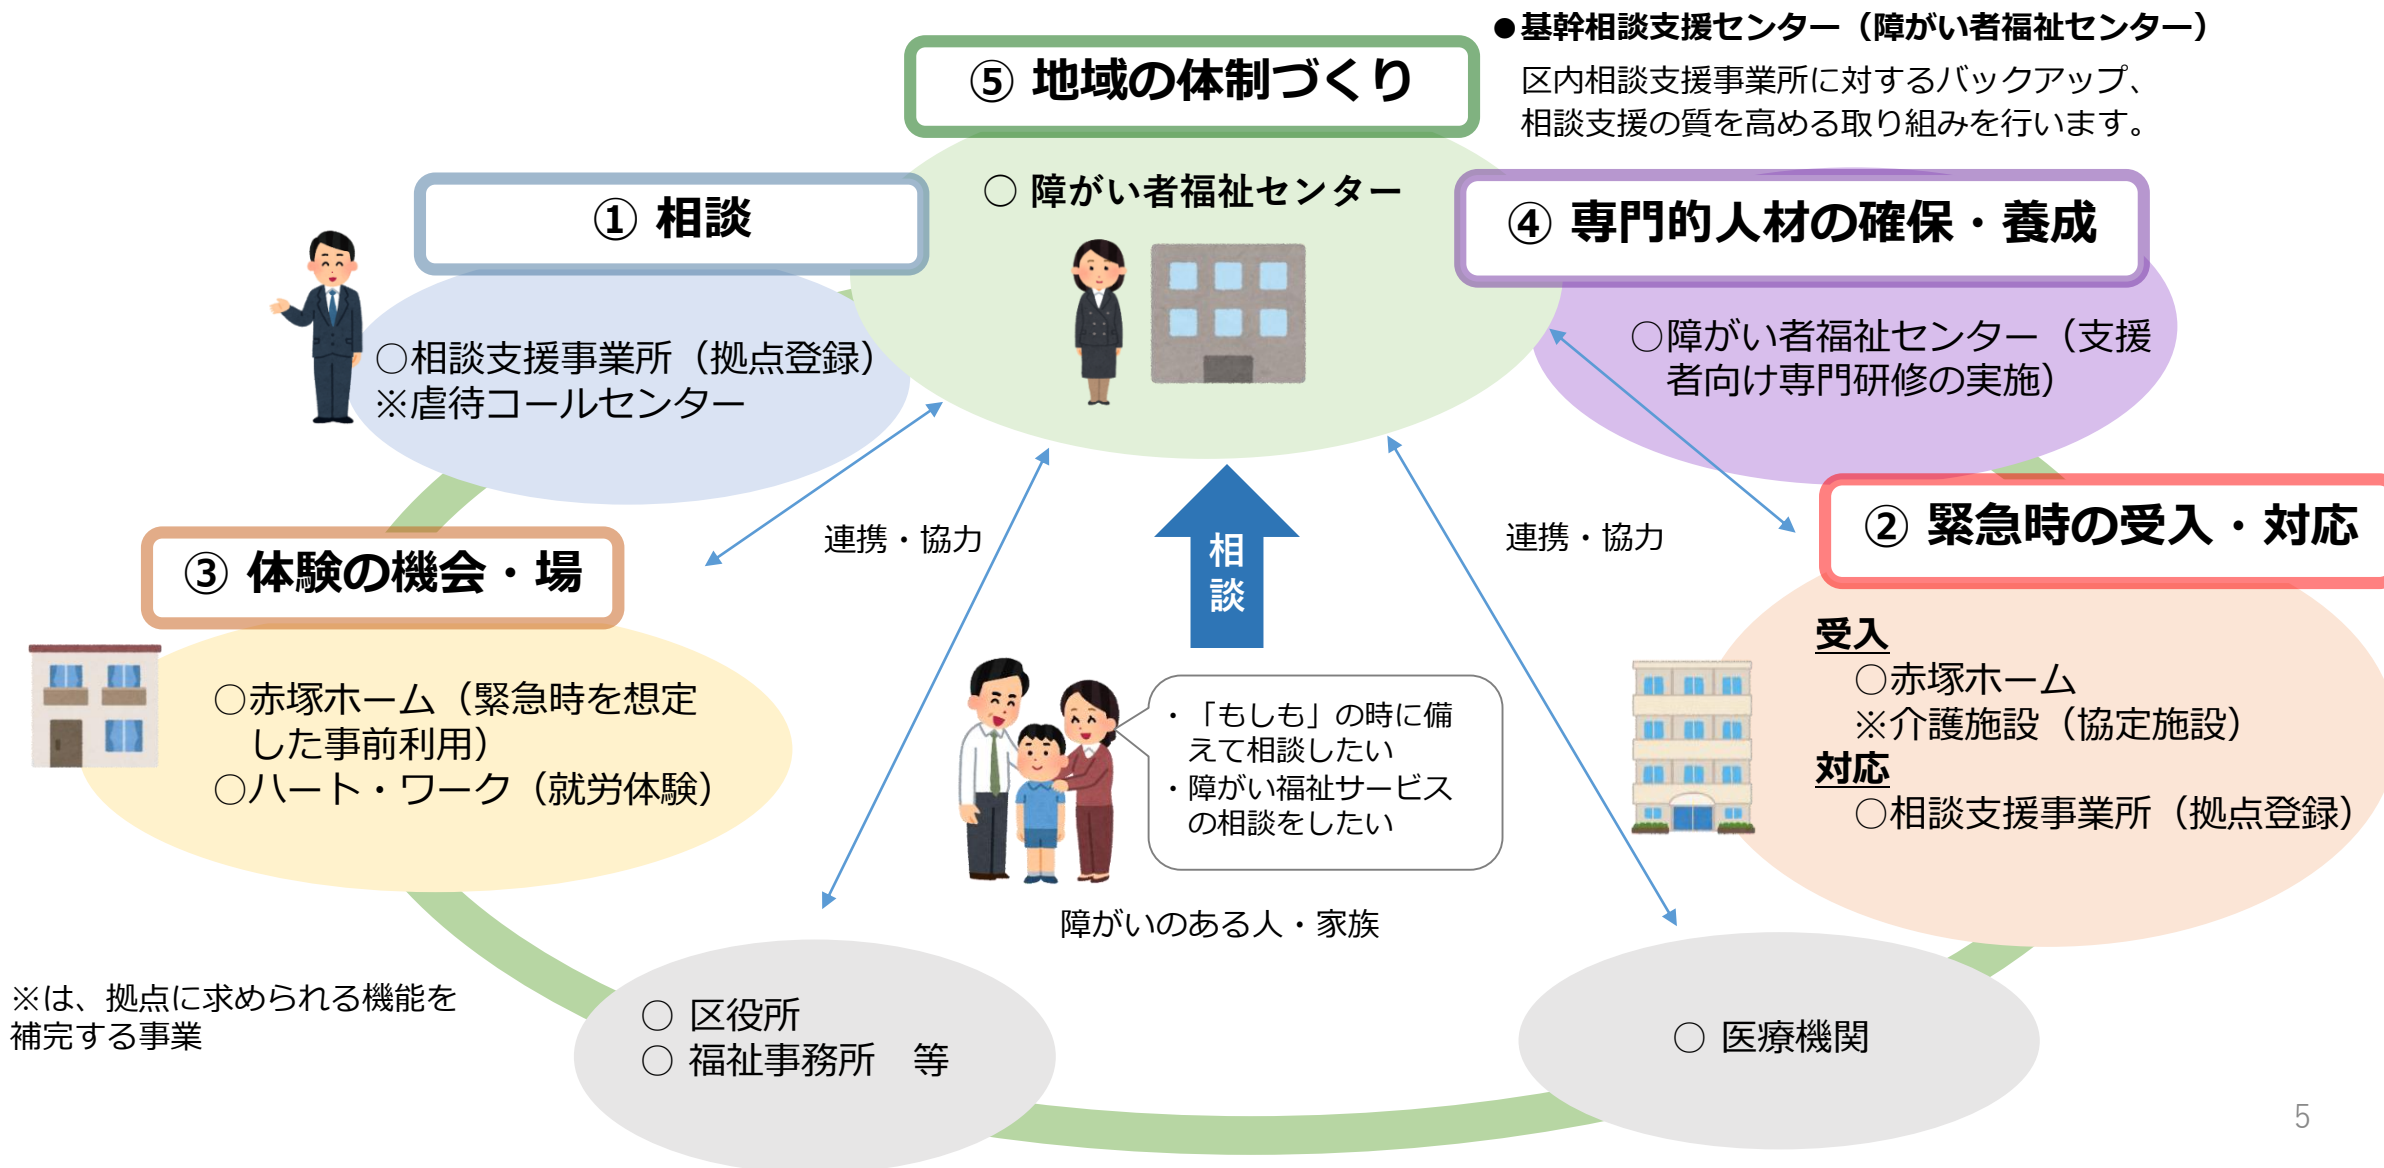 ●基幹相談支援センター（障がい者福祉センター）
区内相談支援事業所に対するバックアップ、
相談支援の質を高める取り組みを行います。
⑤ 地域の体制づくり
○ 障がい者福祉センター
① 相談
○相談支援事業所（拠点登録）
※虐待コールセンター
④ 専門的人材の確保・養成
○障がい者福祉センター（支援
者向け専門研修の実施）
③ 体験の機会・場
○赤塚ホーム（緊急時を想定
した事前利用）
○ハート・ワーク（就労体験）
連携・協力
相
談
連携・協力
② 緊急時の受入・対応
受入
○赤塚ホーム
※介護施設（協定施設）
対応
○相談支援事業所（拠点登録）
・「もしも」の時に備
えて相談したい
・障がい福祉サービス
の相談をしたい
障がいのある人・家族
※は、拠点に求められる機能を
補完する事業
○ 区役所
○ 福祉事務所　等
○ 医療機関
5